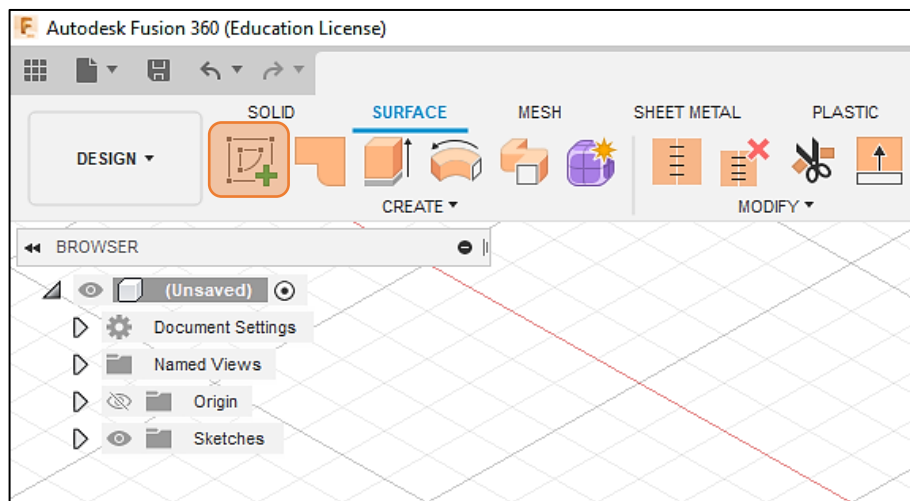 Autodesk Fusion 360 (Education License)
SOLID SURFACE MESH SHEET METAL PLASTIC
DESIGN
CREATE MODIFY
BROWSER
(Unsaved)
Document Settings
Named Views
Origin
Sketches